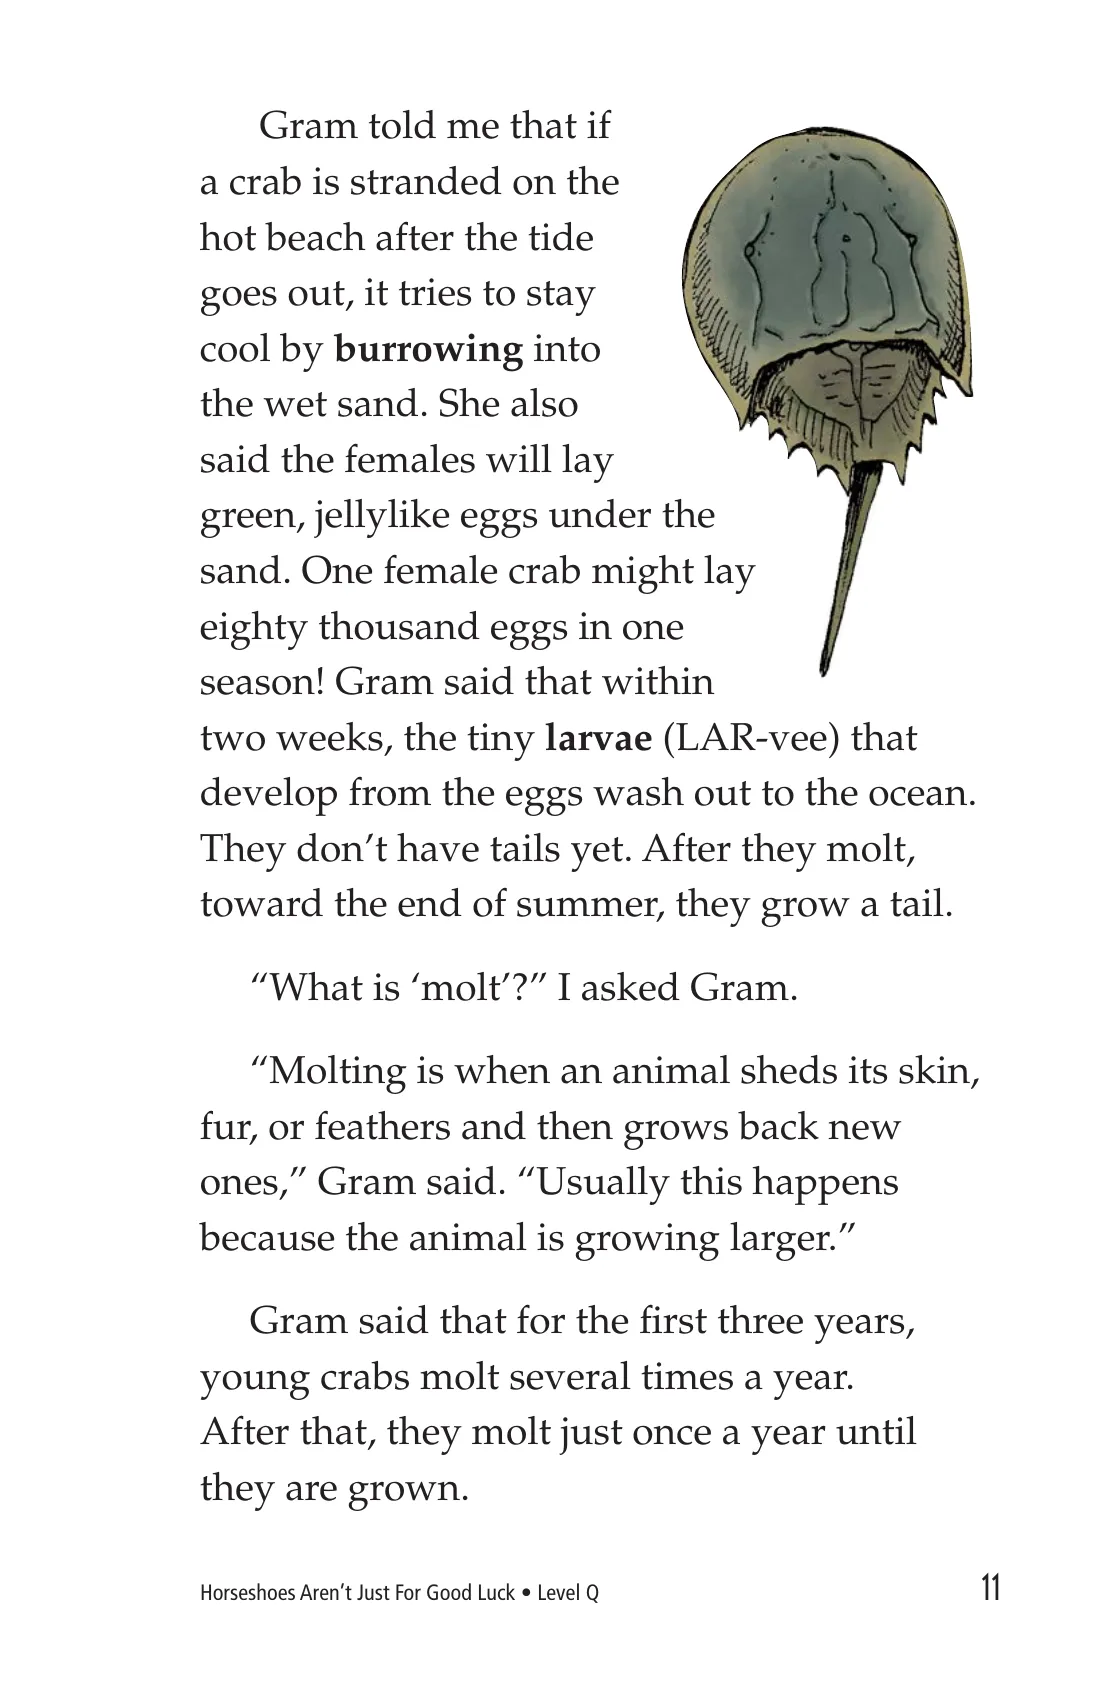 Gram told me that if
a crab is stranded on the
hot beach after the tide
goes out, it tries to stay
cool by burrowing into
the wet sand. She also
said the females will lay
green, jellylike eggs under the
sand. One female crab might lay
eighty thousand eggs in one
season! Gram said that within
two weeks, the tiny larvae (LAR-vee) that
develop from the eggs wash out to the ocean.
They don’t have tails yet. After they molt,
toward the end of summer, they grow a tail.
“What is ‘molt’?” I asked Gram.
“Molting is when an animal sheds its skin,
fur, or feathers and then grows back new
ones,” Gram said. “Usually this happens
because the animal is growing larger.”
Gram said that for the first three years,
young crabs molt several times a year.
After that, they molt just once a year until
they are grown.
Horseshoes Aren’t Just For Good Luck • Level Q
11